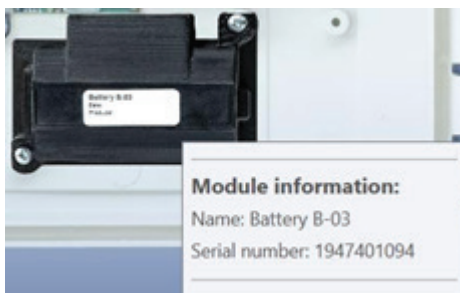 Battery B-03
Module information:
Name: Battery B-03
Serial number: 1947401094